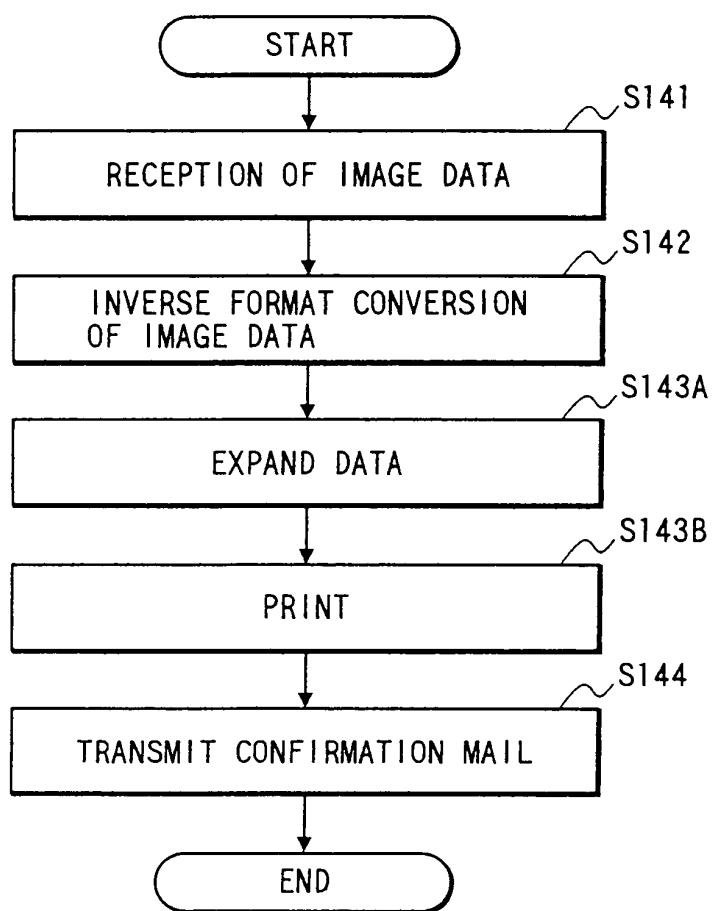 START
S141
RECEPTION OF IMAGE DATA
S142
INVERSE FORMAT CONVERSION
OF IMAGE DATA
S143A
EXPAND DATA
S143B
PRINT
S144
TRANSMIT CONFIRMATION MAIL
END